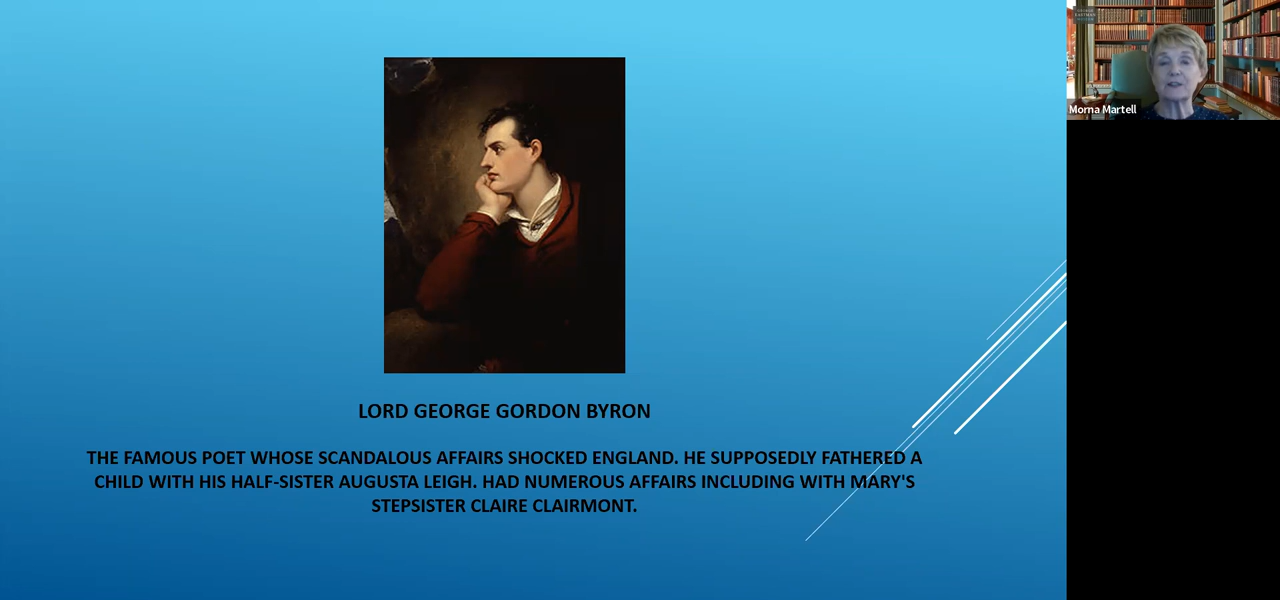 LORD GEORGE GORDON BYRON
THE FAMOUS POET WHOSE SCANDALOUS AFFAIRS SHOCKED ENGLAND. HE SUPPOSEDLY FATHERED A
CHILD WITH HIS HALF-SISTER AUGUSTA LEIGH. HAD NUMEROUS AFFAIRS INCLUDING WITH MARY'S
STEPSISTER CLAIRE CLAIRMONT.
Morna Martell